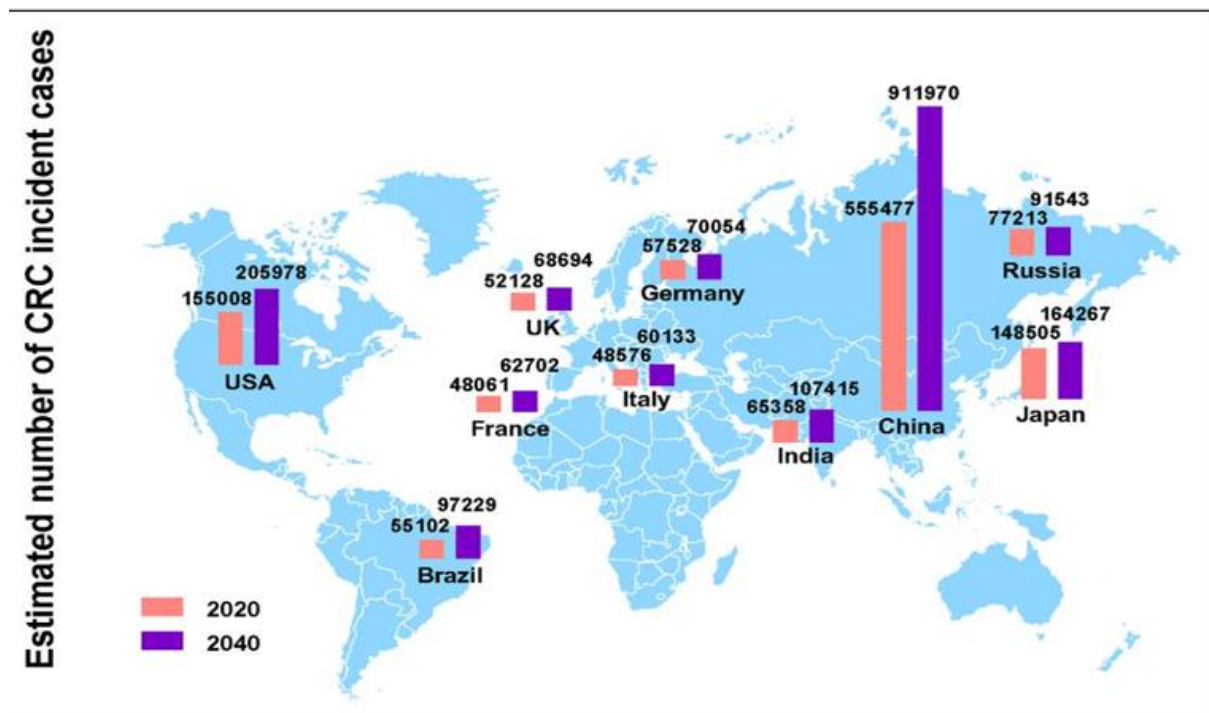 Estimated number of CRC incident cases
911970
555477
China
77213
91543
Russia
57528
70054
Germany
52128
68694
UK
155008
205978
USA
148505
164267
Japan
48576
60133
Italy
48061
62702
France
65358
107415
India
55102
97229
Brazil
2020
2040